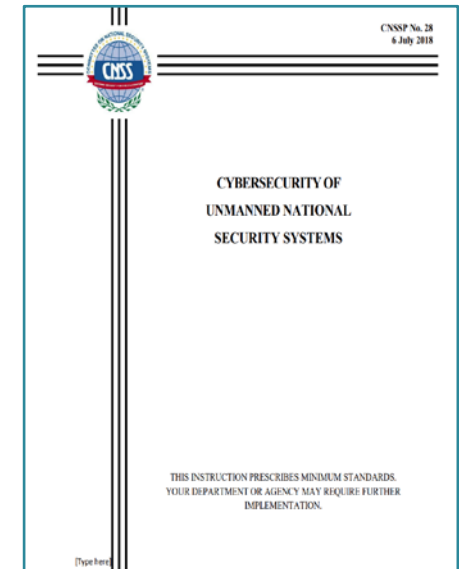 CNSSP No. 28
6 July 2018
CNSS
CYBERSECURITY OF
UNMANNED NATIONAL
SECURITY SYSTEMS
THIS INSTRUCTION PRESCRIBES MINIMUM STANDARDS.
YOUR DEPARTMENT OR AGENCY MAY REQUIRE FURTHER
IMPLEMENTATION.
[Type here]